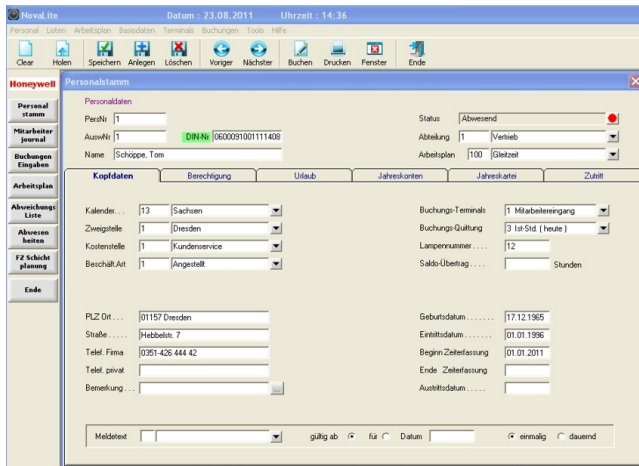 NovaLite Datum : 23.08.2011 Uhrzeit : 14:36
Personal Listen Arbeitsplan Basisdaten Terminals Buchungen Tools Hilfe
Clear Holen Speichern Anlegen Löschen Voriger Nächster Buchen Drucken Fenster Ende
Honeywell
Personal
stamm
Mitarbeiter
journal
Buchungen
Eingaben
Arbeitsplan
Abweichungs
Liste
Abwesen
heiten
FZ Schicht
planung
Ende
Personalstamm
Personaldaten
PersNr 1 Status Abwesend
AuswNr 1 DIN-Nr 0600091001111408 Abteilung 1 Vertrieb
Name Schöppe, Tom Arbeitsplan 100 Gleitzeit
Kopfdaten Berechtigung Urlaub Jahreskonten Jahreskartei Zutritt
Kalender... 13 Sachsen Buchungs-Terminals 1 Mitarbeitereingang
Zweigstelle 1 Dresden Buchungs-Quittung 3 Ist-Std. ( heute )
Kostenstelle 1 Kundenservice Lampennummer.... 12
Beschäft.Art 1 Angestellt Saldo-Übertrag.... Stunden
PLZ Ort... 01157 Dresden Geburtsdatum....... 17.12.1965
Straße..... Hebbelstr. 7 Eintrittsdatum....... 01.01.1996
Telef. Firma 0351-426 444 42 Beginn Zeiterfassung 01.01.2011
Telef. privat Ende Zeiterfassung
Bemerkung... ... Austrittsdatum.....
Meldetext gültig ab für Datum einmalig dauernd